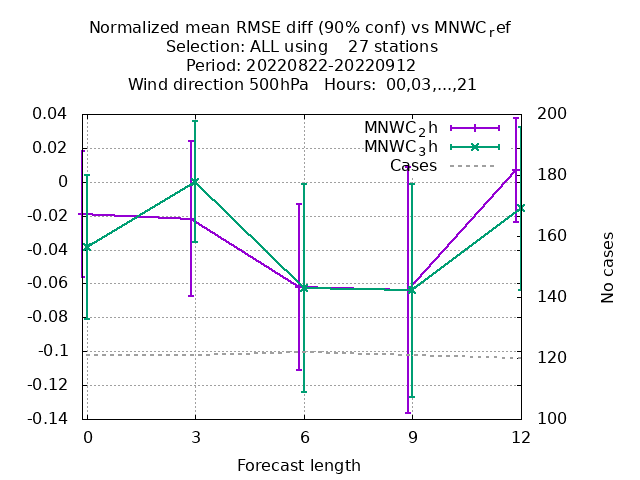 Normalized mean RMSE diff (90% conf) vs MNWCref
Selection: ALL using    27 stations
Period: 20220822-20220912
Wind direction 500hPa   Hours:  00,03,...,21
0.04
0.02
0
-0.02
-0.04
-0.06
-0.08
-0.1
-0.12
-0.14
MNWC2h
MNWC3h
Cases
200
180
160
140
120
100
No cases
0 3 6 9 12
Forecast length